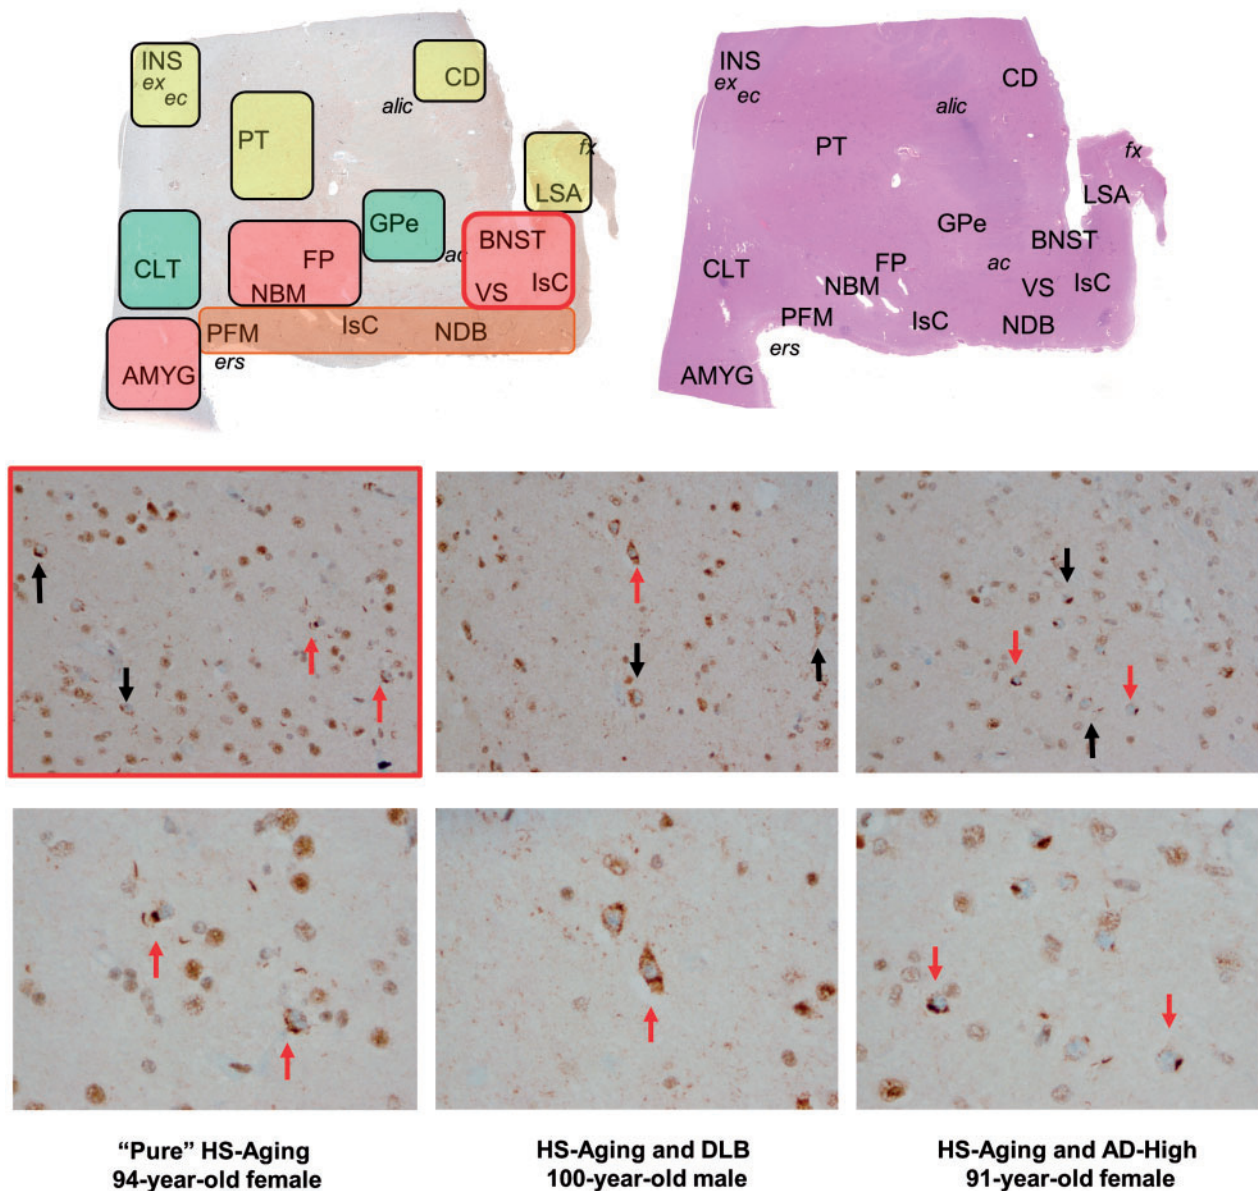 INS
ex
ec
CD
alic
PT
fx
LSA
GPe
BNST
ac
CLT
FP
IsC
NBM
VS
PFM
IsC
NDB
ers
AMYG
INS
ex
ec
CD
alic
PT
fx
LSA
GPe
BNST
CLT
FP
ac
IsC
NBM
VS
PFM
IsC
NDB
ers
AMYG
“Pure” HS-Aging
94-year-old female
HS-Aging and DLB
100-year-old male
HS-Aging and AD-High
91-year-old female